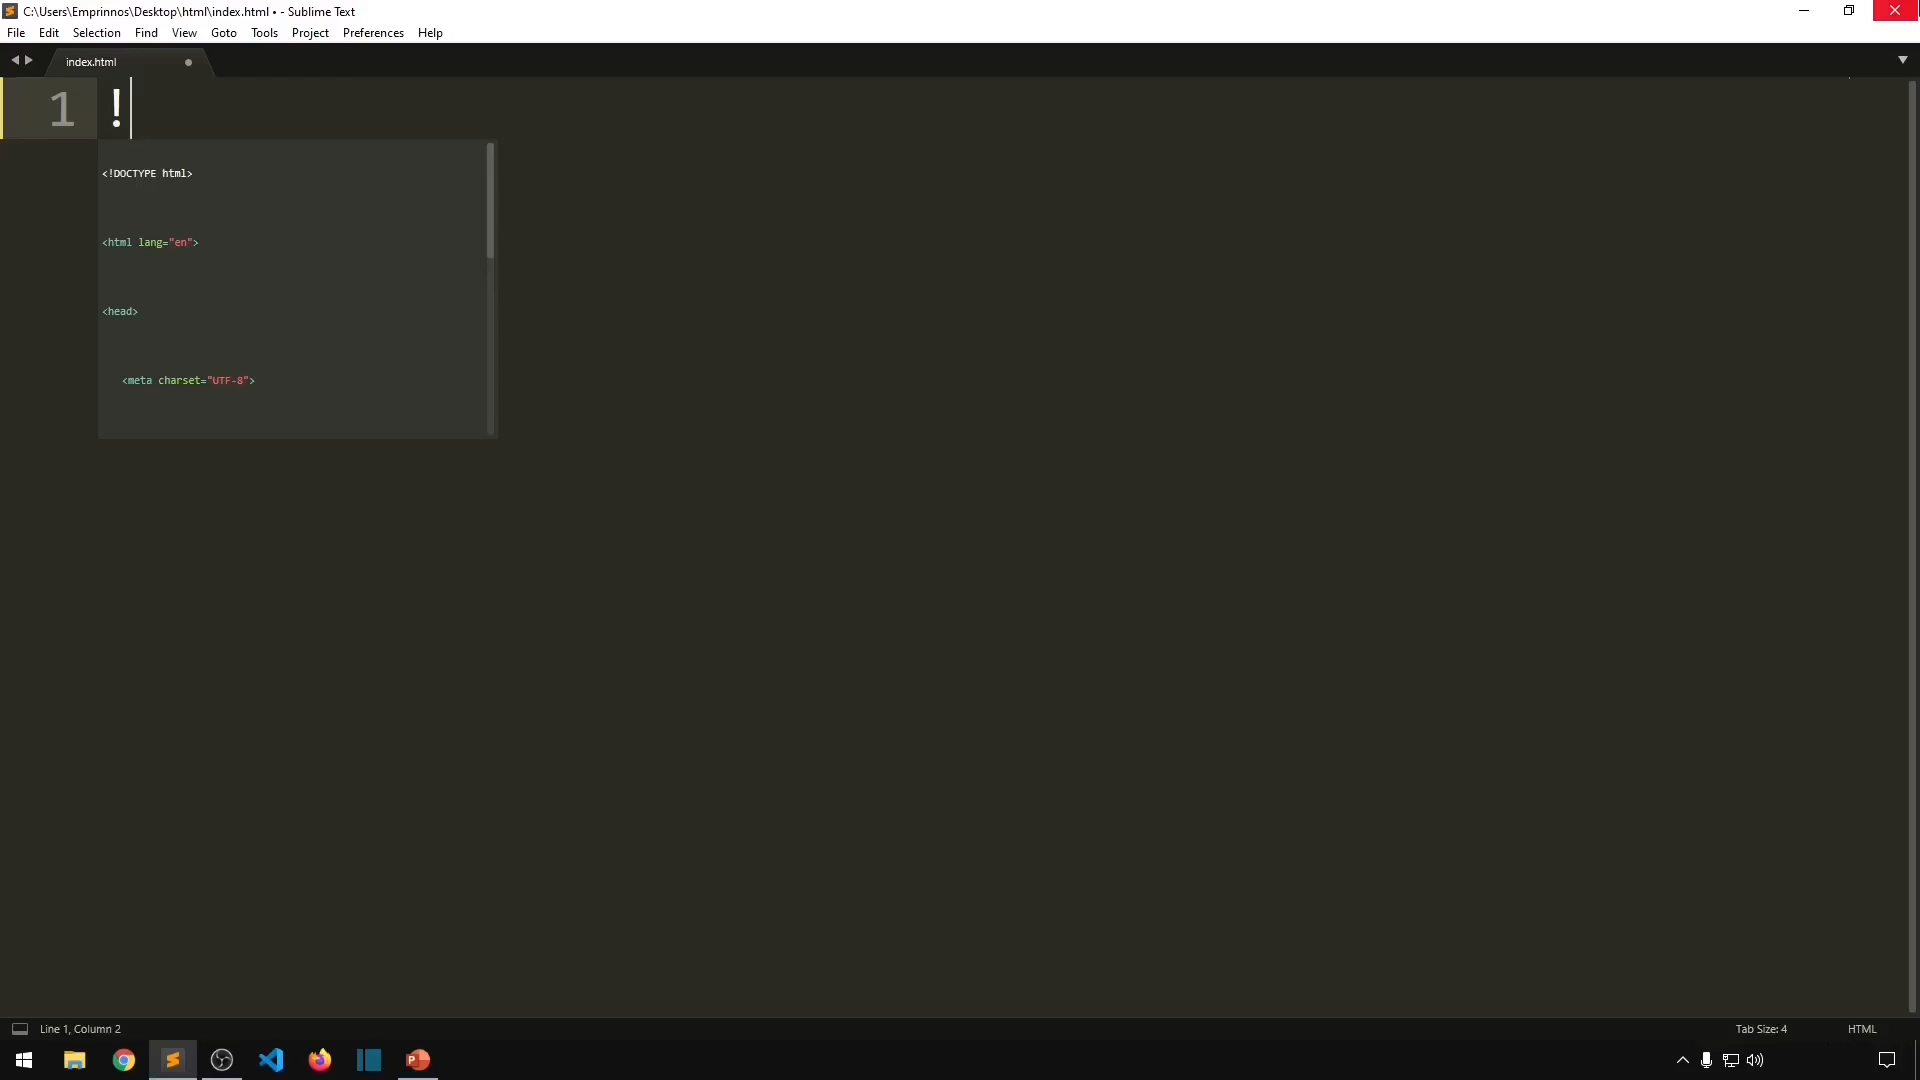 C:\Users\Emprinnos\Desktop\html\index.html • - Sublime Text
File Edit Selection Find View Goto Tools Project Preferences Help
index.html
1 !
<!DOCTYPE html>
<html lang="en">
<head>
<meta charset="UTF-8">
Line 1, Column 2 Tab Size: 4 HTML